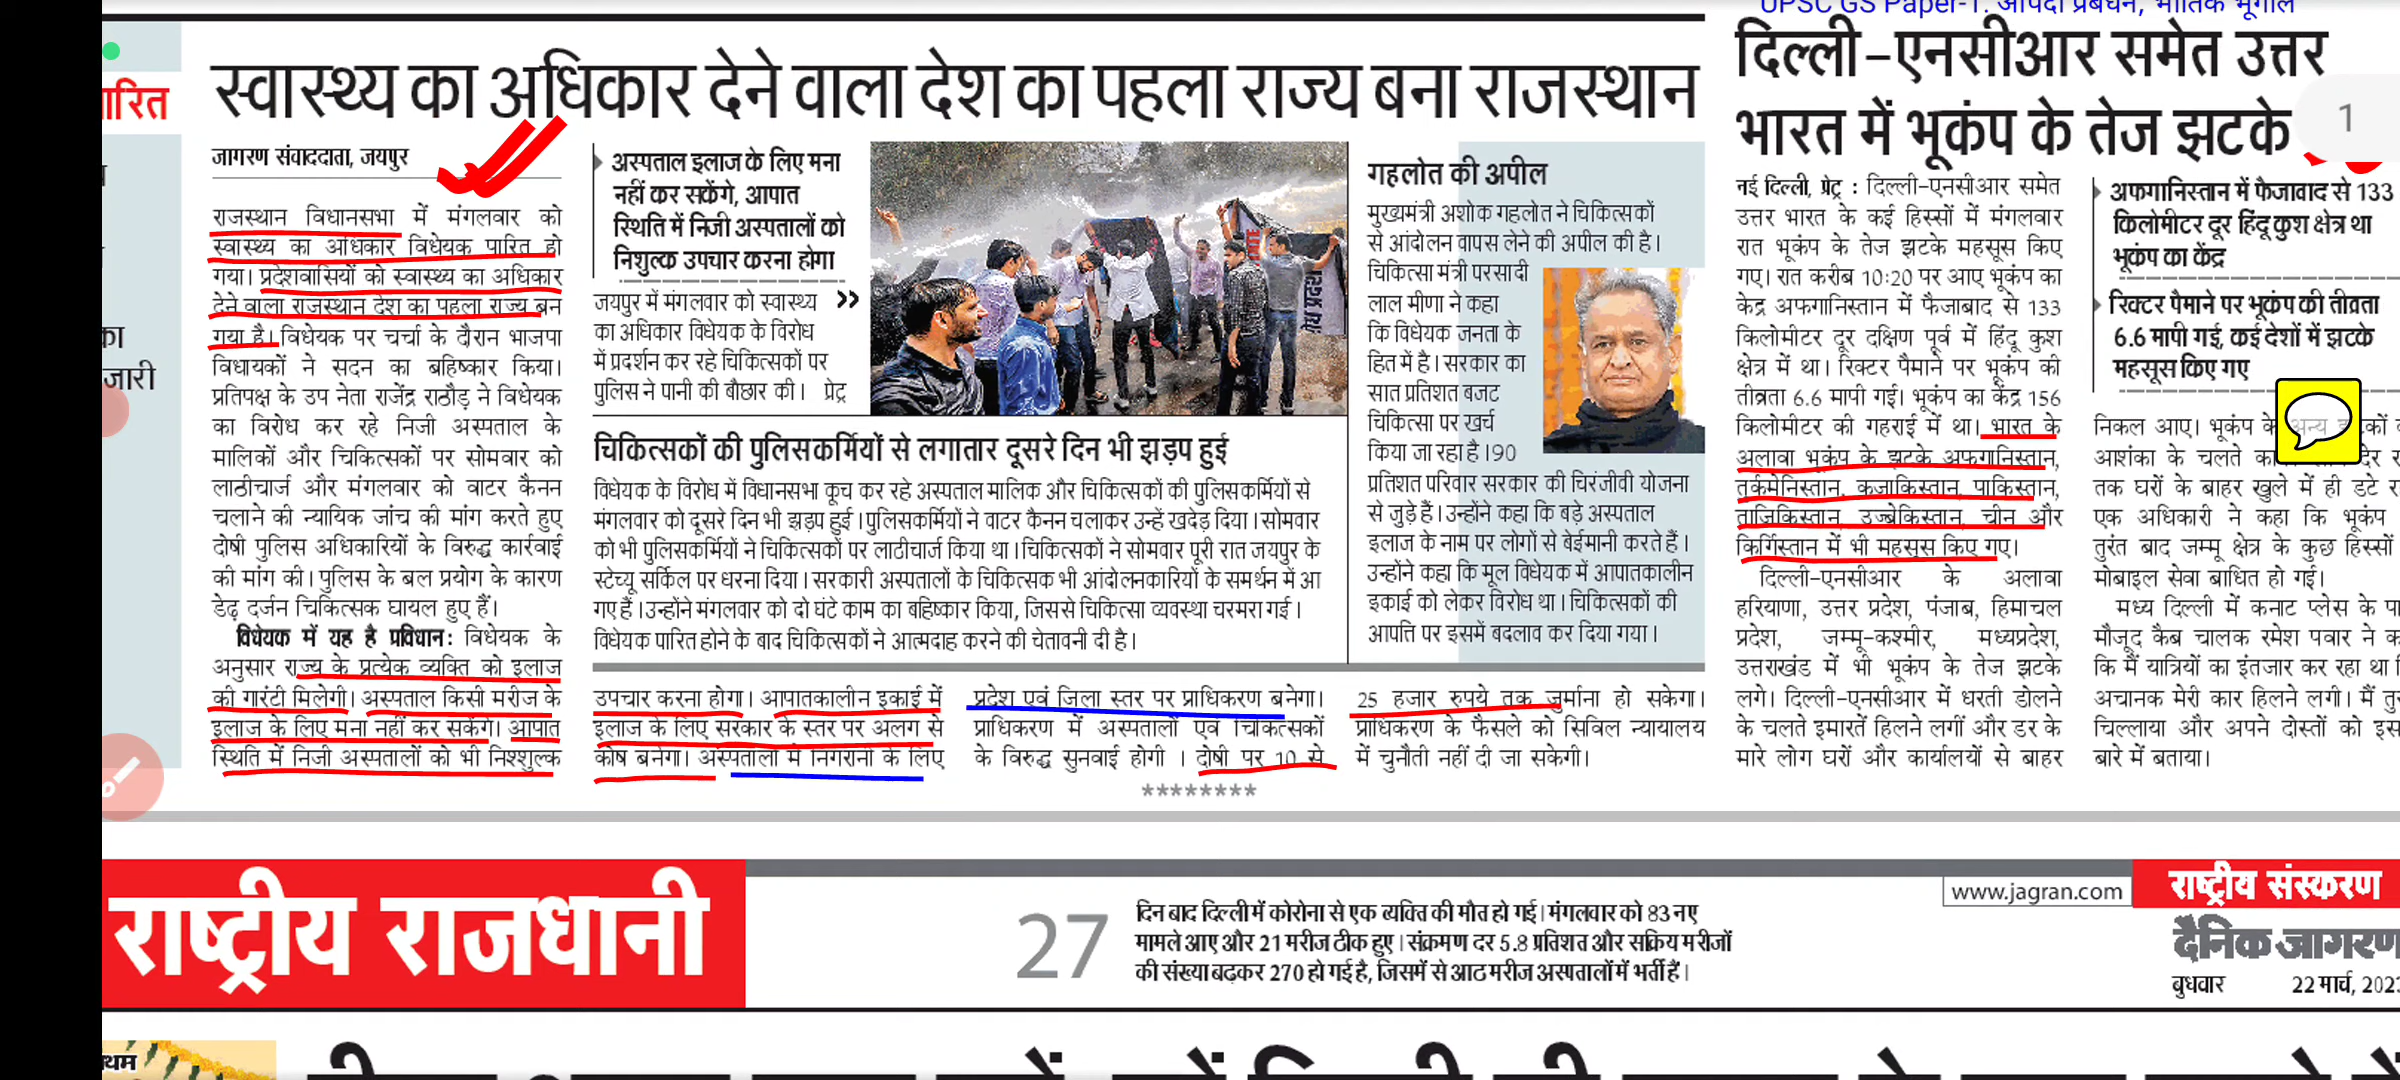 UPSC GS Paper-1: आपदा प्रबंधन, भौतिक भूगोल
ारित
का
जारी
स्वास्थ्य का अधिकार देने वाला देश का पहला राज्य बना राजस्थान
जागरण संवाददाता, जयपुर
राजस्थान विधानसभा में मंगलवार को
स्वास्थ्य का अधिकार विधेयक पारित हो
गया। प्रदेशवासियों को स्वास्थ्य का अधिकार
देने वाला राजस्थान देश का पहला राज्य बन
गया है। विधेयक पर चर्चा के दौरान भाजपा
विधायकों ने सदन का बहिष्कार किया।
प्रतिपक्ष के उप नेता राजेंद्र राठौड़ ने विधेयक
का विरोध कर रहे निजी अस्पताल के
मालिकों और चिकित्सकों पर सोमवार को
लाठीचार्ज और मंगलवार को वाटर कैनन
चलाने की न्यायिक जांच की मांग करते हुए
दोषी पुलिस अधिकारियों के विरुद्ध कार्रवाई
की मांग की। पुलिस के बल प्रयोग के कारण
डेढ़ दर्जन चिकित्सक घायल हुए हैं।
विधेयक में यह है प्रविधान: विधेयक के
अनुसार राज्य के प्रत्येक व्यक्ति को इलाज
की गारंटी मिलेगी। अस्पताल किसी मरीज के
इलाज के लिए मना नहीं कर सकेंगे। आपात
स्थिति में निजी अस्पतालों को भी निश्शुल्क
अस्पताल इलाज के लिए मना
नहीं कर सकेंगे, आपात
स्थिति में निजी अस्पतालों को
निशुल्क उपचार करना होगा
जयपुर में मंगलवार को स्वास्थ्य »
का अधिकार विधेयक के विरोध
में प्रदर्शन कर रहे चिकित्सकों पर
पुलिस ने पानी की बौछार की। प्रेट्र
चिकित्सकों की पुलिसकर्मियों से लगातार दूसरे दिन भी झड़प हुई
विधेयक के विरोध में विधानसभा कूच कर रहे अस्पताल मालिक और चिकित्सकों की पुलिसकर्मियों से
मंगलवार को दूसरे दिन भी झड़प हुई। पुलिसकर्मियों ने वाटर कैनन चलाकर उन्हें खदेड़ दिया। सोमवार
को भी पुलिसकर्मियों ने चिकित्सकों पर लाठीचार्ज किया था। चिकित्सकों ने सोमवार पूरी रात जयपुर के
स्टेच्यू सर्किल पर धरना दिया। सरकारी अस्पतालों के चिकित्सक भी आंदोलनकारियों के समर्थन में आ
गए हैं। उन्होंने मंगलवार को दो घंटे काम का बहिष्कार किया, जिससे चिकित्सा व्यवस्था चरमरा गई।
विधेयक पारित होने के बाद चिकित्सकों ने आत्मदाह करने की चेतावनी दी है।
गहलोत की अपील
मुख्यमंत्री अशोक गहलोत ने चिकित्सकों
से आंदोलन वापस लेने की अपील की है।
चिकित्सा मंत्री परसादी
लाल मीणा ने कहा
कि विधेयक जनता के
हित में है। सरकार का
सात प्रतिशत बजट
चिकित्सा पर खर्च
किया जा रहा है। 90
प्रतिशत परिवार सरकार की चिरंजीवी योजना
से जुड़े हैं। उन्होंने कहा कि बड़े अस्पताल
इलाज के नाम पर लोगों से बेईमानी करते हैं।
उन्होंने कहा कि मूल विधेयक में आपातकालीन
इकाई को लेकर विरोध था। चिकित्सकों की
आपत्ति पर इसमें बदलाव कर दिया गया।
उपचार करना होगा। आपातकालीन इकाई में
इलाज के लिए सरकार के स्तर पर अलग से
कोष बनेगा। अस्पतालों में निगरानी के लिए
प्रदेश एवं जिला स्तर पर प्राधिकरण बनेगा।
प्राधिकरण में अस्पतालों एवं चिकित्सकों
के विरुद्ध सुनवाई होगी । दोषी पर 10 से
25 हजार रुपये तक जुर्माना हो सकेगा।
प्राधिकरण के फैसले को सिविल न्यायालय
में चुनौती नहीं दी जा सकेगी।
********
दिल्ली-एनसीआर समेत उत्तर
भारत में भूकंप के तेज झटके
1
नई दिल्ली, प्रेट्र : दिल्ली-एनसीआर समेत
उत्तर भारत के कई हिस्सों में मंगलवार
रात भूकंप के तेज झटके महसूस किए
गए। रात करीब 10:20 पर आए भूकंप का
केंद्र अफगानिस्तान में फैजाबाद से 133
किलोमीटर दूर दक्षिण पूर्व में हिंदू कुश
क्षेत्र में था। रिक्टर पैमाने पर भूकंप की
तीव्रता 6.6 मापी गई। भूकंप का केंद्र 156
किलोमीटर की गहराई में था। भारत के
अलावा भूकंप के झटके अफगानिस्तान,
तर्कमेनिस्तान, कजाकिस्तान, पाकिस्तान,
ताजिकिस्तान, उज्बेकिस्तान, चीन और
किर्गिस्तान में भी महसूस किए गए।
दिल्ली-एनसीआर के अलावा
हरियाणा, उत्तर प्रदेश, पंजाब, हिमाचल
प्रदेश, जम्मू-कश्मीर, मध्यप्रदेश,
उत्तराखंड में भी भूकंप के तेज झटके
लगे। दिल्ली-एनसीआर में धरती डोलने
के चलते इमारतें हिलने लगीं और डर के
मारे लोग घरों और कार्यालयों से बाहर
अफगानिस्तान में फैजावाद से 133
किलोमीटर दूर हिंदू कुश क्षेत्र था
भूकंप का केंद्र
रिक्टर पैमाने पर भूकंप की तीव्रता
6.6 मापी गई, कई देशों में झटके
महसूस किए गए
निकल आए। भूकंप के अन्य
आशंका के चलते देर
तक घरों के बाहर खुले में ही डटे
एक अधिकारी ने कहा कि भूकंप
तुरंत बाद जम्मू क्षेत्र के कुछ हिस्सों
मोबाइल सेवा बाधित हो गई।
मध्य दिल्ली में कनाट प्लेस के पा
मौजूद कैब चालक रमेश पवार ने क
कि मैं यात्रियों का इंतजार कर रहा था
अचानक मेरी कार हिलने लगी। मैं तु
चिल्लाया और अपने दोस्तों को इस
बारे में बताया।
राष्ट्रीय राजधानी
27
दिन बाद दिल्ली में कोरोना से एक व्यक्ति की मौत हो गई। मंगलवार को 83 नए
मामले आए और 21 मरीज ठीक हुए। संक्रमण दर 5.8 प्रतिशत और सक्रिय मरीजों
की संख्या बढ़कर 270 हो गई है, जिसमें से आठ मरीज अस्पतालों में भर्ती हैं।
www.jagran.com
राष्ट्रीय संस्करण
दैनिक जागरण
बुधवार 22 मार्च, 202